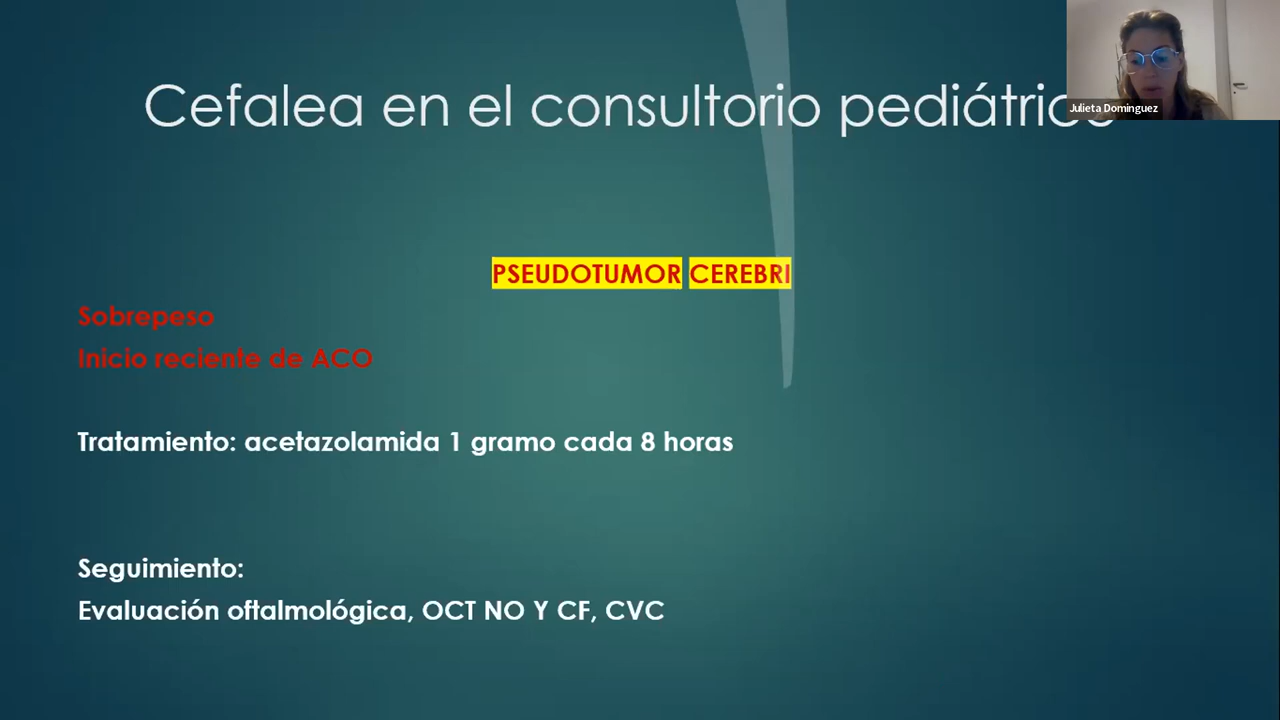 Cefalea en el consultorio pediátrico
Julieta Dominguez
PSEUDOTUMOR CEREBRI
Sobrepeso
Inicio reciente de ACO
Tratamiento: acetazolamida 1 gramo cada 8 horas
Seguimiento:
Evaluación oftalmológica, OCT NO Y CF, CVC